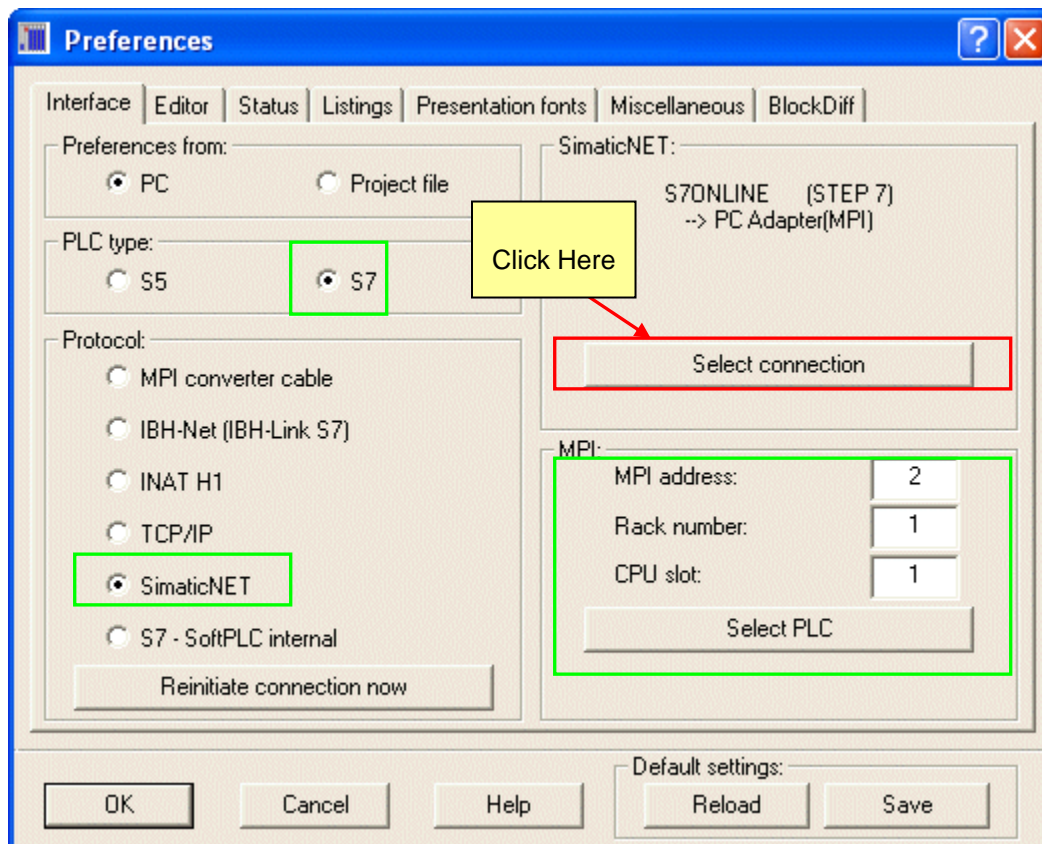 Preferences
Interface Editor Status Listings Presentation fonts Miscellaneous BlockDiff
Preferences from:
PC Project file
PLC type:
S5 S7
Protocol:
MPI converter cable
IBH-Net (IBH-Link S7)
INAT H1
TCP/IP
SimaticNET
S7 - SoftPLC internal
Reinitiate connection now
SimaticNET:
S7ONLINE (STEP 7)
--> PC Adapter(MPI)
Click Here
Select connection
MPI:
MPI address: 2
Rack number: 1
CPU slot: 1
Select PLC
Default settings:
OK Cancel Help Reload Save